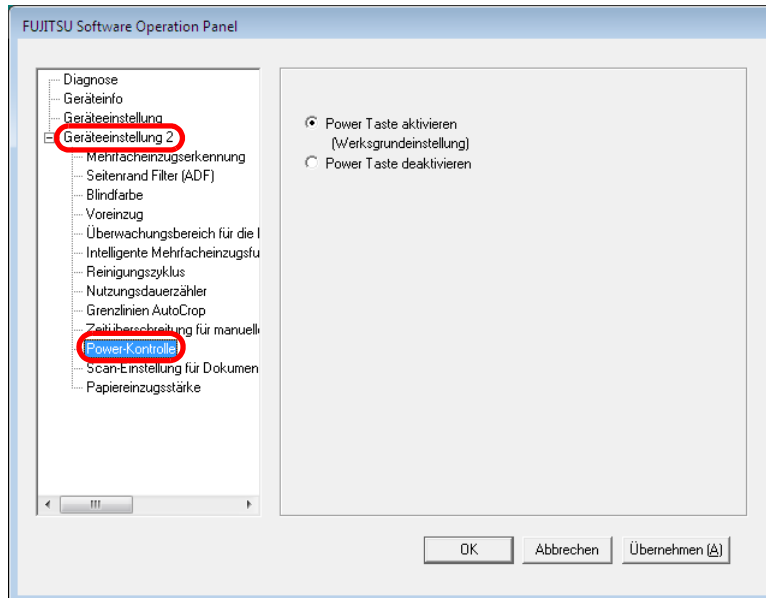 FUJITSU Software Operation Panel
Diagnose
Geräteinfo
Geräteeinstellung
Geräteeinstellung 2
Mehrfacheinzugserkennung
Seitenrand Filter (ADF)
Blindfarbe
Voreinzug
Überwachungsbereich für die
Intelligente Mehrfacheinzugsfu
Reinigungszyklus
Nutzungsdauerzähler
Grenzlinien AutoCrop
Zeitüberschreitung für manuell
Power-Kontrolle
Scan-Einstellung für Dokumen
Papiereinzugsstärke
Power Taste aktivieren
(Werksgrundeinstellung)
Power Taste deaktivieren
OK
Abbrechen
Übernehmen (A)